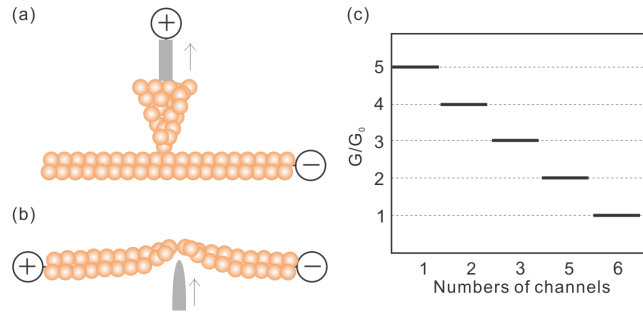 (a)
+
−
(b)
+
−
(c)
G/G₀
5
4
3
2
1
1 2 3 5 6
Numbers of channels